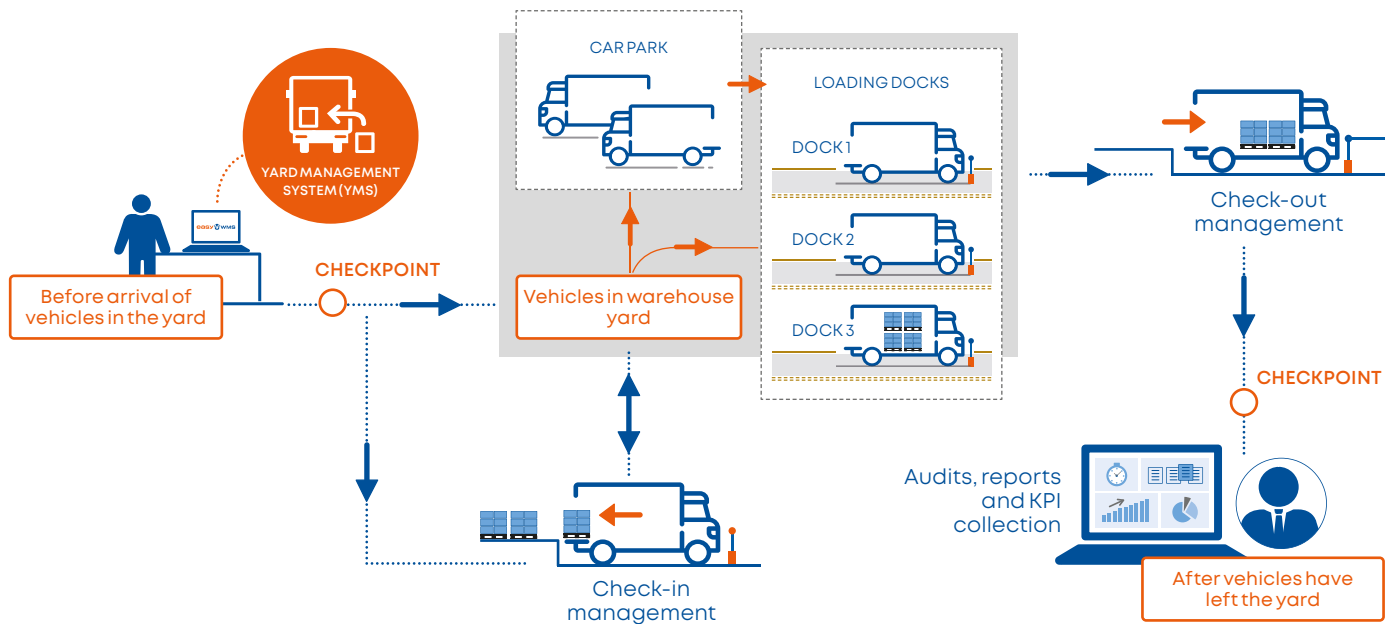 YARD MANAGEMENT
SYSTEM (YMS)
EASY WMS
Before arrival of
vehicles in the yard
CHECKPOINT
CAR PARK
Vehicles in warehouse
yard
LOADING DOCKS
DOCK 1
DOCK 2
DOCK 3
Check-in
management
Check-out
management
CHECKPOINT
Audits, reports
and KPI
collection
After vehicles have
left the yard